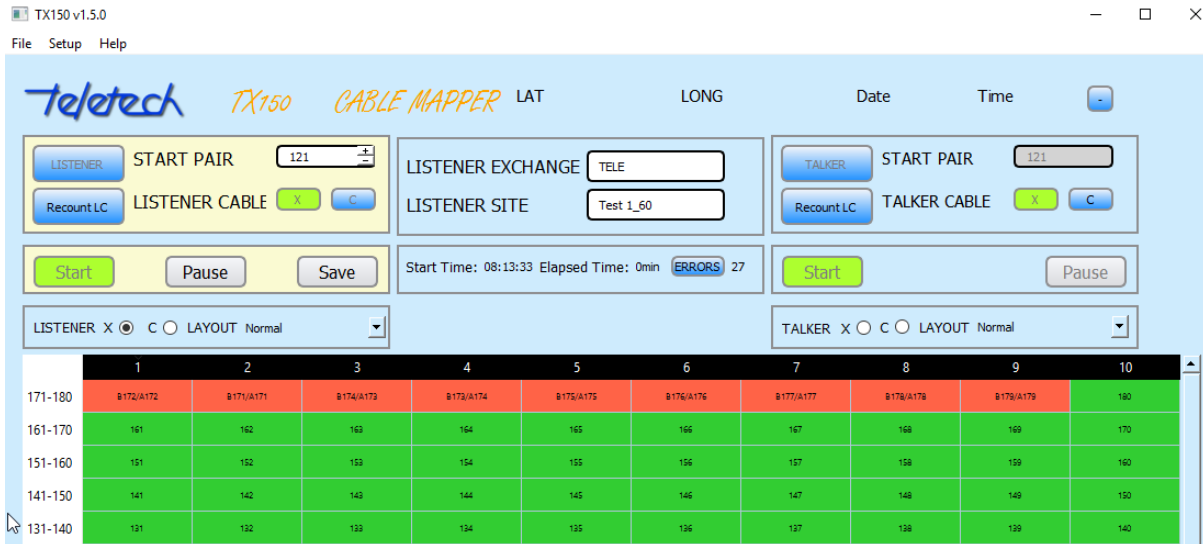 TX150 v1.5.0
File Setup Help
Teletech TX150 CABLE MAPPER LAT LONG Date Time -
LISTENER START PAIR 121 + -
Recount LC LISTENER CABLE X C
LISTENER EXCHANGE TELE
LISTENER SITE Test 1_60
TALKER START PAIR 121
Recount LC TALKER CABLE X C
Start Pause Save
Start Time: 08:13:33 Elapsed Time: 0min ERRORS 27
Start Pause
LISTENER X C LAYOUT Normal
TALKER X C LAYOUT Normal
1 2 3 4 5 6 7 8 9 10
171-180 B172/A172 B171/A171 B174/A173 B173/A174 B175/A175 B176/A176 B177/A177 B178/A178 B179/A179 180
161-170 161 162 163 164 165 166 167 168 169 170
151-160 151 152 153 154 155 156 157 158 159 160
141-150 141 142 143 144 145 146 147 148 149 150
131-140 131 132 133 134 135 136 137 138 139 140